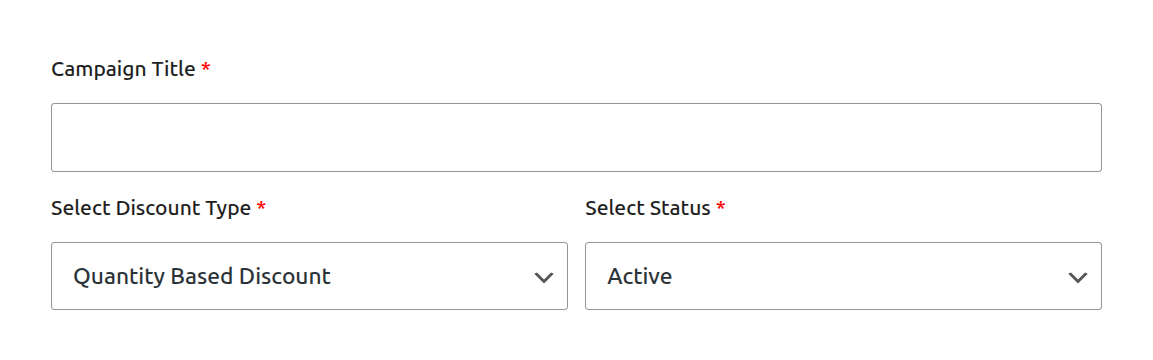 Campaign Title *
Select Discount Type *
Select Status *
Quantity Based Discount
Active